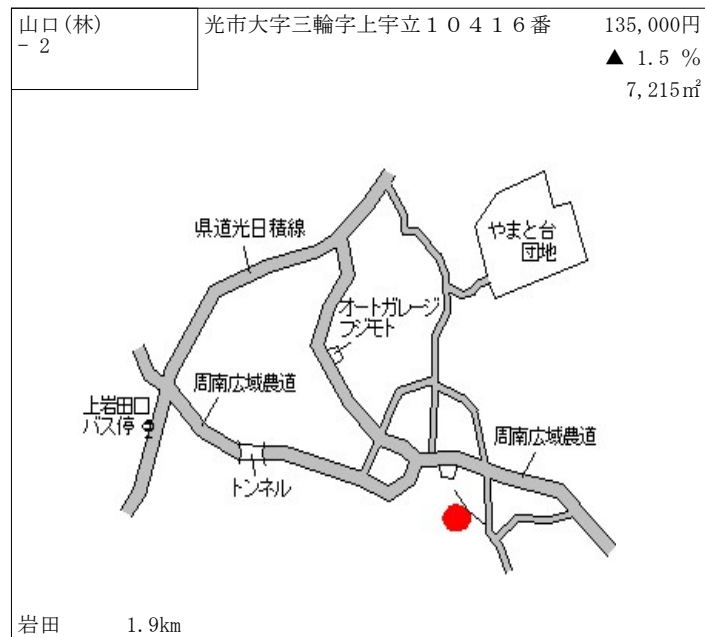 山口(林)
－2
光市大字三輪字上宇立１０４１６番
135,000円
▲ 1.5 %
7,215㎡
県道光日積線
やまと台
団地
オートガレージ
フジモト
周南広域農道
上岩田口
バス停
周南広域農道
トンネル
岩田 1.9km